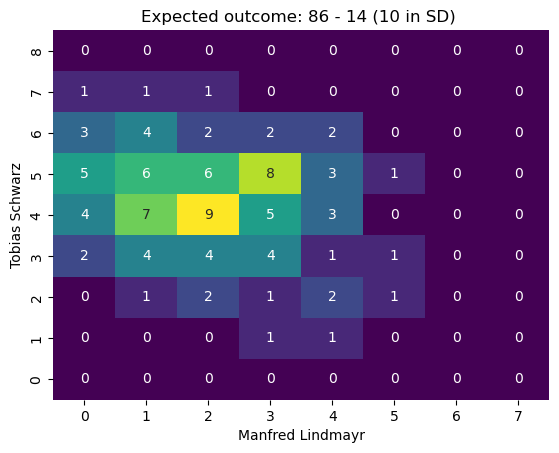 Expected outcome: 86 - 14 (10 in SD)
Tobias Schwarz
8 0 0 0 0 0 0 0 0
7 1 1 1 0 0 0 0 0
6 3 4 2 2 2 0 0 0
5 5 6 6 8 3 1 0 0
4 4 7 9 5 3 0 0 0
3 2 4 4 4 1 1 0 0
2 0 1 2 1 2 1 0 0
1 0 0 0 1 1 0 0 0
0 0 0 0 0 0 0 0 0
0 1 2 3 4 5 6 7
Manfred Lindmayr